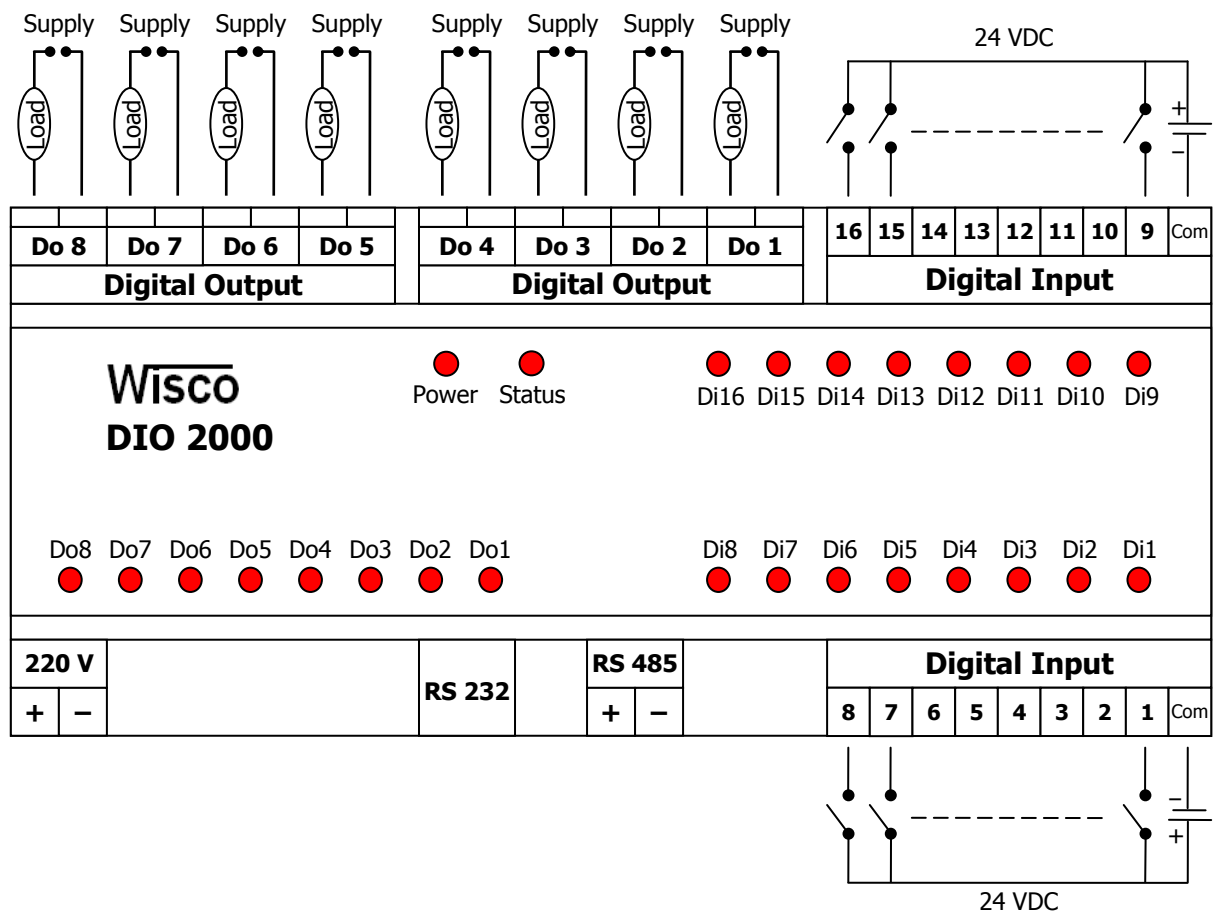 Supply Supply Supply Supply Supply Supply Supply Supply
24 VDC
Load Load Load Load Load Load Load Load
+
−
Do 8 Do 7 Do 6 Do 5 Do 4 Do 3 Do 2 Do 1 16 15 14 13 12 11 10 9 Com
Digital Output Digital Output Digital Input
Wisco
DIO 2000
Power Status Di16 Di15 Di14 Di13 Di12 Di11 Di10 Di9
Do8 Do7 Do6 Do5 Do4 Do3 Do2 Do1 Di8 Di7 Di6 Di5 Di4 Di3 Di2 Di1
220 V RS 232 RS 485 Digital Input
+ − + − 8 7 6 5 4 3 2 1 Com
−
+
24 VDC